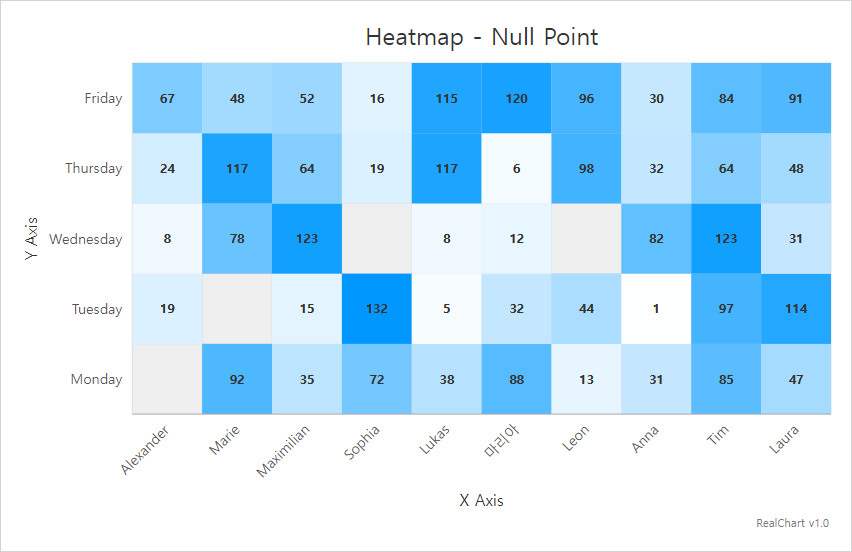 Heatmap - Null Point
Y Axis
Friday 67 48 52 16 115 120 96 30 84 91
Thursday 24 117 64 19 117 6 98 32 64 48
Wednesday 8 78 123 8 12 82 123 31
Tuesday 19 15 132 5 32 44 1 97 114
Monday 92 35 72 38 88 13 31 85 47
Alexander Marie Maximilian Sophia Lukas 마리아 Leon Anna Tim Laura
X Axis
RealChart v1.0